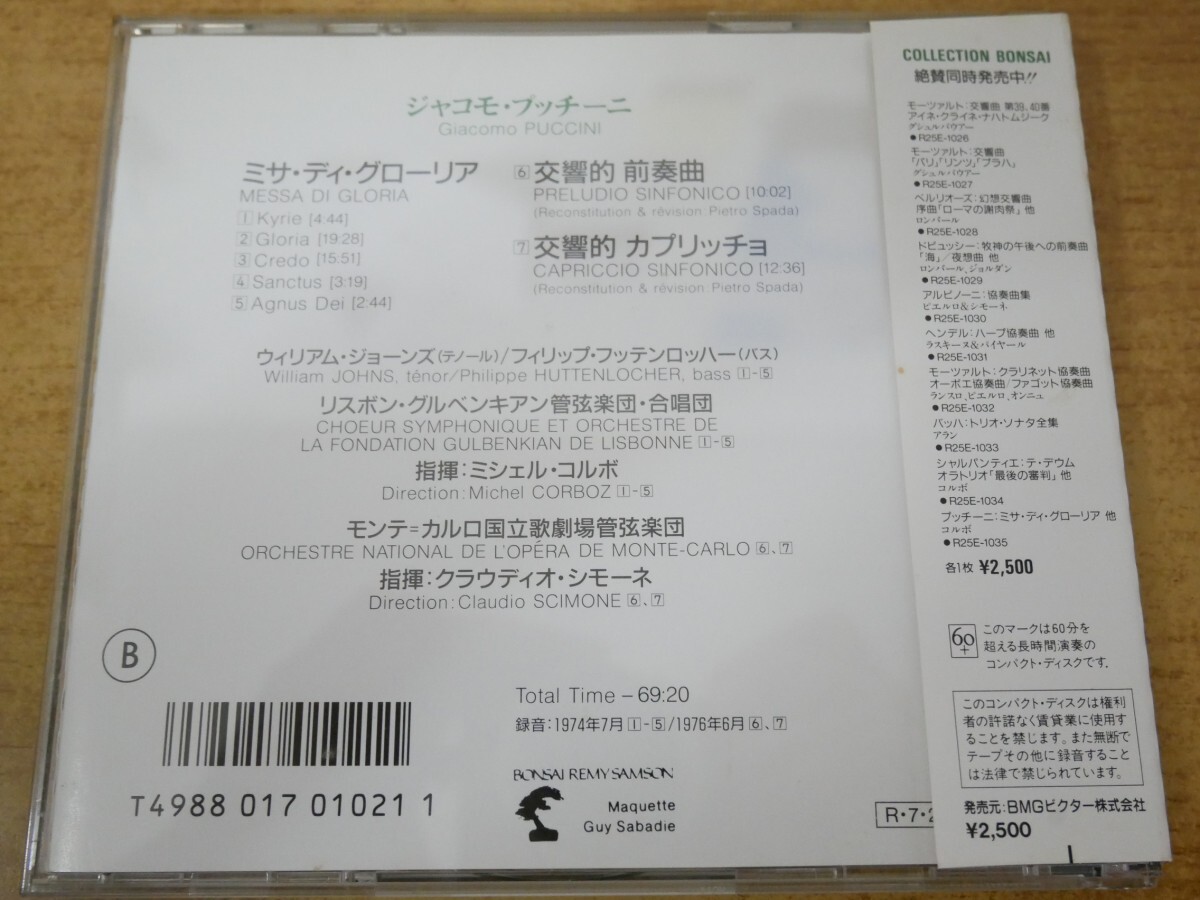 ジャコモ・プッチーニ
Giacomo PUCCINI
ミサ・ディ・グローリア
MESSA DI GLORIA
1 Kyrie [4:44]
2 Gloria [19:28]
3 Credo [15:51]
4 Sanctus [3:19]
5 Agnus Dei [2:44]
6 交響的 前奏曲
PRELUDIO SINFONICO [10:02]
(Reconstitution & révision: Pietro Spada)
7 交響的 カプリッチョ
CAPRICCIO SINFONICO [12:36]
(Reconstitution & révision: Pietro Spada)
ウィリアム・ジョーンズ(テノール)/フィリップ・フッテンロッハー(バス)
William JOHNS, ténor/Philippe HUTTENLOCHER, bass 1-5
リスボン・グルベンキアン管弦楽団・合唱団
CHOEUR SYMPHONIQUE ET ORCHESTRE DE
LA FONDATION GULBENKIAN DE LISBONNE 1-5
指揮:ミシェル・コルボ
Direction: Michel CORBOZ 1-5
モンテ=カルロ国立歌劇場管弦楽団
ORCHESTRE NATIONAL DE L'OPÉRA DE MONTE-CARLO 6、7
指揮:クラウディオ・シモーネ
Direction: Claudio SCIMONE 6、7
B
Total Time – 69:20
録音:1974年7月 1-5/1976年6月 6、7
T4988 017 01021 1
BONSAI REMY SAMSON
Maquette
Guy Sabadie
R・7・2
COLLECTION BONSAI
絶賛同時発売中!!
モーツァルト:交響曲 第39、40番
アイネ・クライネ・ナハトムジーク
グシュルバウアー
●R25E-1026
モーツァルト:交響曲
「パリ」「リンツ」「プラハ」
グシュルバウアー
●R25E-1027
ベルリオーズ:幻想交響曲
序曲「ローマの謝肉祭」他
ロンバール
●R25E-1028
ドビュッシー:牧神の午後への前奏曲
「海」/夜想曲 他
ロンバール、ジョルダン
●R25E-1029
アルビノーニ:協奏曲集
ピエルロ&シモーネ
●R25E-1030
ヘンデル:ハープ協奏曲 他
ラスキーヌ&パイヤール
●R25E-1031
モーツァルト:クラリネット協奏曲
オーボエ協奏曲/ファゴット協奏曲
ランスロ、ピエルロ、オンニュ
●R25E-1032
バッハ:トリオ・ソナタ全集
アラン
●R25E-1033
シャルパンティエ:テ・デウム
オラトリオ「最後の審判」他
コルボ
●R25E-1034
プッチーニ:ミサ・ディ・グローリア 他
コルボ
●R25E-1035
各1枚 ¥2,500
60+
このマークは60分を
超える長時間演奏の
コンパクト・ディスクです.
このコンパクト・ディスクは権利
者の許諾なく賃貸業に使用す
ることを禁じます。また無断で
テープその他に録音すること
は法律で禁じられています。
発売元:BMGビクター株式会社
¥2,500